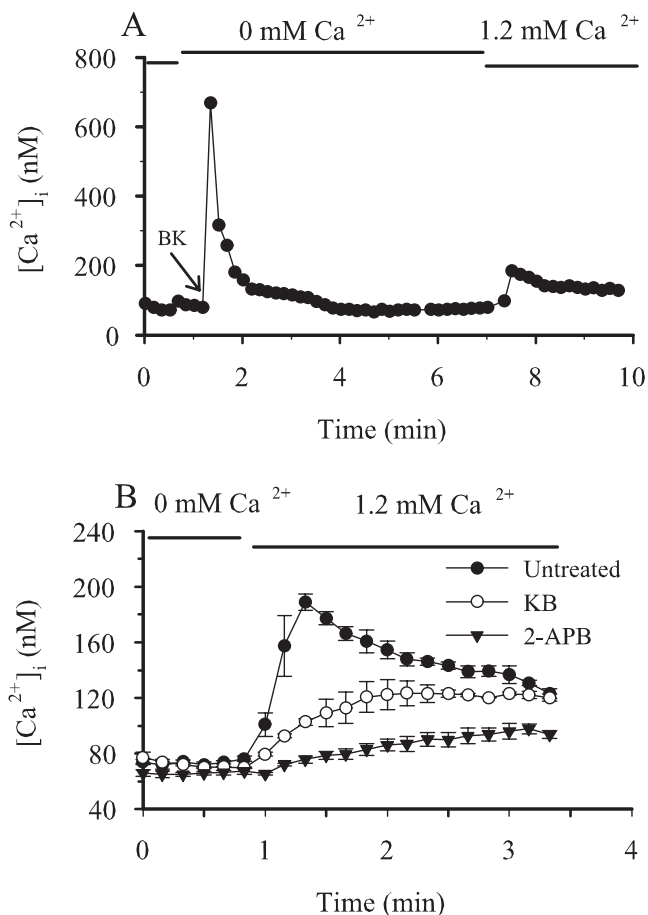 A
0 mM Ca 2+
1.2 mM Ca 2+
800
600
400
200
0
[Ca 2+]i (nM)
BK
0 2 4 6 8 10
Time (min)
B
0 mM Ca 2+
1.2 mM Ca 2+
240
200
160
120
80
40
[Ca 2+]i (nM)
Untreated
KB
2-APB
0 1 2 3 4
Time (min)